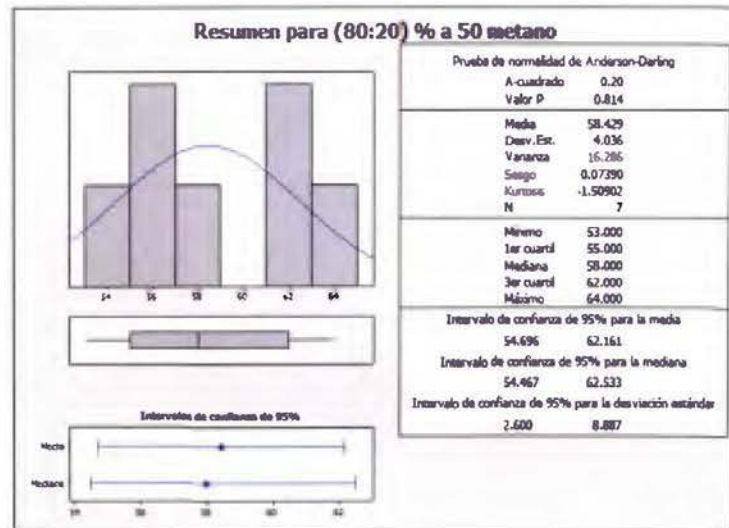 Resumen para (80:20) % a 50 metano
Prueba de normalidad de Anderson-Darling
A-cuadrado 0.20
Valor P 0.814
Media 58.429
Desv.Est. 4.036
Varianza 16.286
Sesgo 0.07390
Kurtosis -1.50902
N 7
Mínimo 53.000
1er cuartil 55.000
Mediana 58.000
3er cuartil 62.000
Máximo 64.000
Intervalo de confianza de 95% para la media
54.696 62.161
Intervalo de confianza de 95% para la mediana
54.467 62.533
Intervalo de confianza de 95% para la desviación estándar
2.600 8.887
54 56 58 60 62 64
Intervalos de confianza de 95%
Media
Mediana
54 56 58 60 62